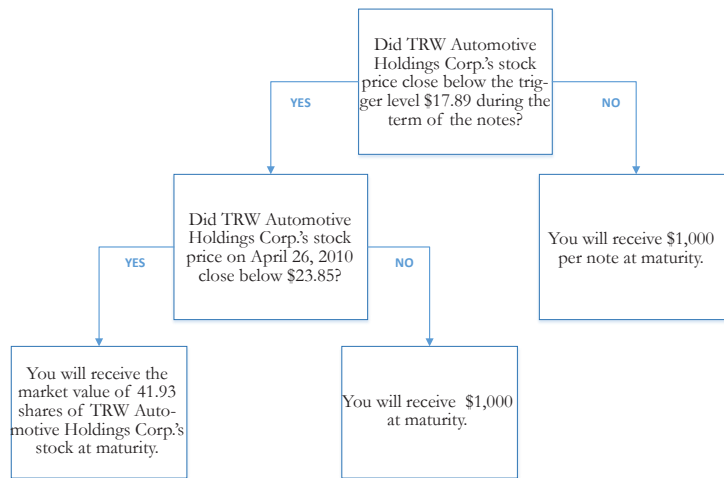 Did TRW Automotive
Holdings Corp.'s stock
price close below the trig-
ger level $17.89 during the
term of the notes?
YES
NO
Did TRW Automotive
Holdings Corp.'s stock
price on April 26, 2010
close below $23.85?
You will receive $1,000
per note at maturity.
YES
NO
You will receive the
market value of 41.93
shares of TRW Auto-
motive Holdings Corp.'s
stock at maturity.
You will receive $1,000
at maturity.